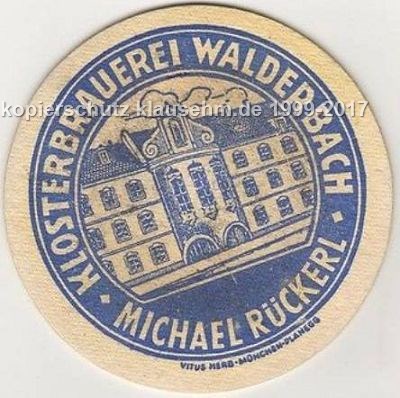 KLOSTERBRAUEREI WALDERBACH
kopierschutz klausehm.de 1999-2017
· MICHAEL RÜCKERL ·
VITUS HERB·MÜNCHEN-PLANEGG